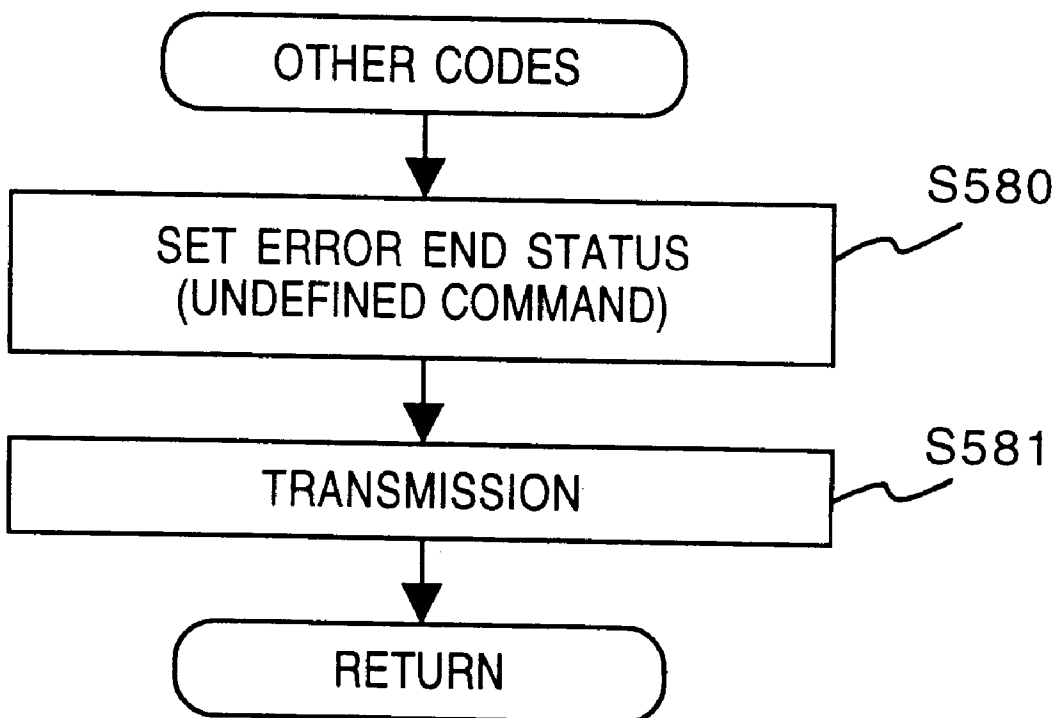 OTHER CODES
S580
SET ERROR END STATUS
(UNDEFINED COMMAND)
S581
TRANSMISSION
RETURN